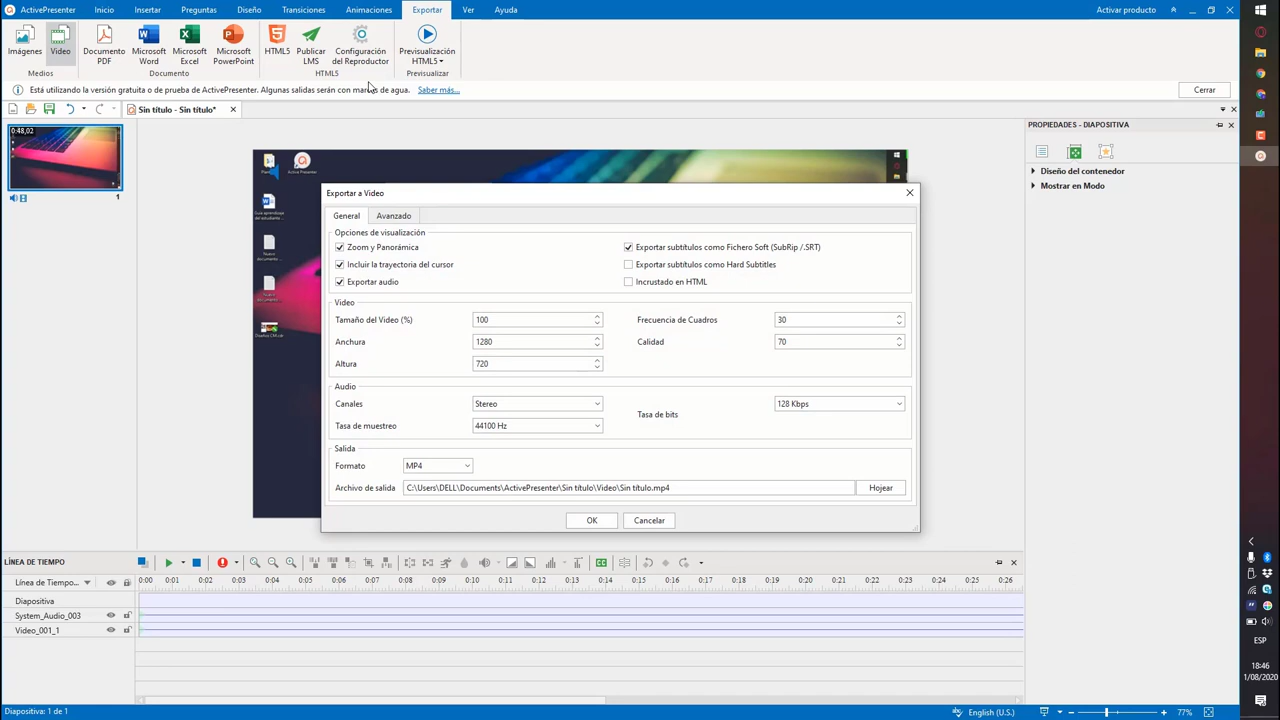 ActivePresenter Inicio Insertar Preguntas Diseño Transiciones Animaciones Exportar Ver Ayuda Activar producto
Imágenes Video Documento PDF Microsoft Word Microsoft Excel Microsoft PowerPoint HTML5 Publicar LMS Configuración del Reproductor Previsualización HTML5
Medios Documento HTML5 Previsualizar
Está utilizando la versión gratuita o de prueba de ActivePresenter. Algunas salidas serán con marcas de agua. Saber más... Cerrar
Sin título - Sin título*
PROPIEDADES - DIAPOSITIVA
0:48,02
1
Diseño del contenedor
Mostrar en Modo
Active Presenter
Guía aprendizaje del estudiante ...
Nuevo documento ...
Nuevo documento ...
Exportar a Video
General Avanzado
Opciones de visualización
Zoom y Panorámica Exportar subtítulos como Fichero Soft (SubRip /.SRT)
Incluir la trayectoria del cursor Exportar subtítulos como Hard Subtitles
Exportar audio Incrustado en HTML
Video
Tamaño del Video (%) 100 Frecuencia de Cuadros 30
Anchura 1280 Calidad 70
Altura 720
Audio
Canales Stereo Tasa de bits 128 Kbps
Tasa de muestreo 44100 Hz
Salida
Formato MP4
Archivo de salida C:\Users\DELL\Documents\ActivePresenter\Sin título\Video\Sin título.mp4 Hojear
OK Cancelar
LÍNEA DE TIEMPO
Línea de Tiempo... 0:00 0:01 0:02 0:03 0:04 0:05 0:06 0:07 0:08 0:09 0:10 0:11 0:12 0:13 0:14 0:15 0:16 0:17 0:18 0:19 0:20 0:21 0:22 0:23 0:24 0:25 0:26
Diapositiva
System_Audio_003
Video_001_1
ESP
18:46
1/08/2020
Diapositiva: 1 de 1 English (U.S.) 77%